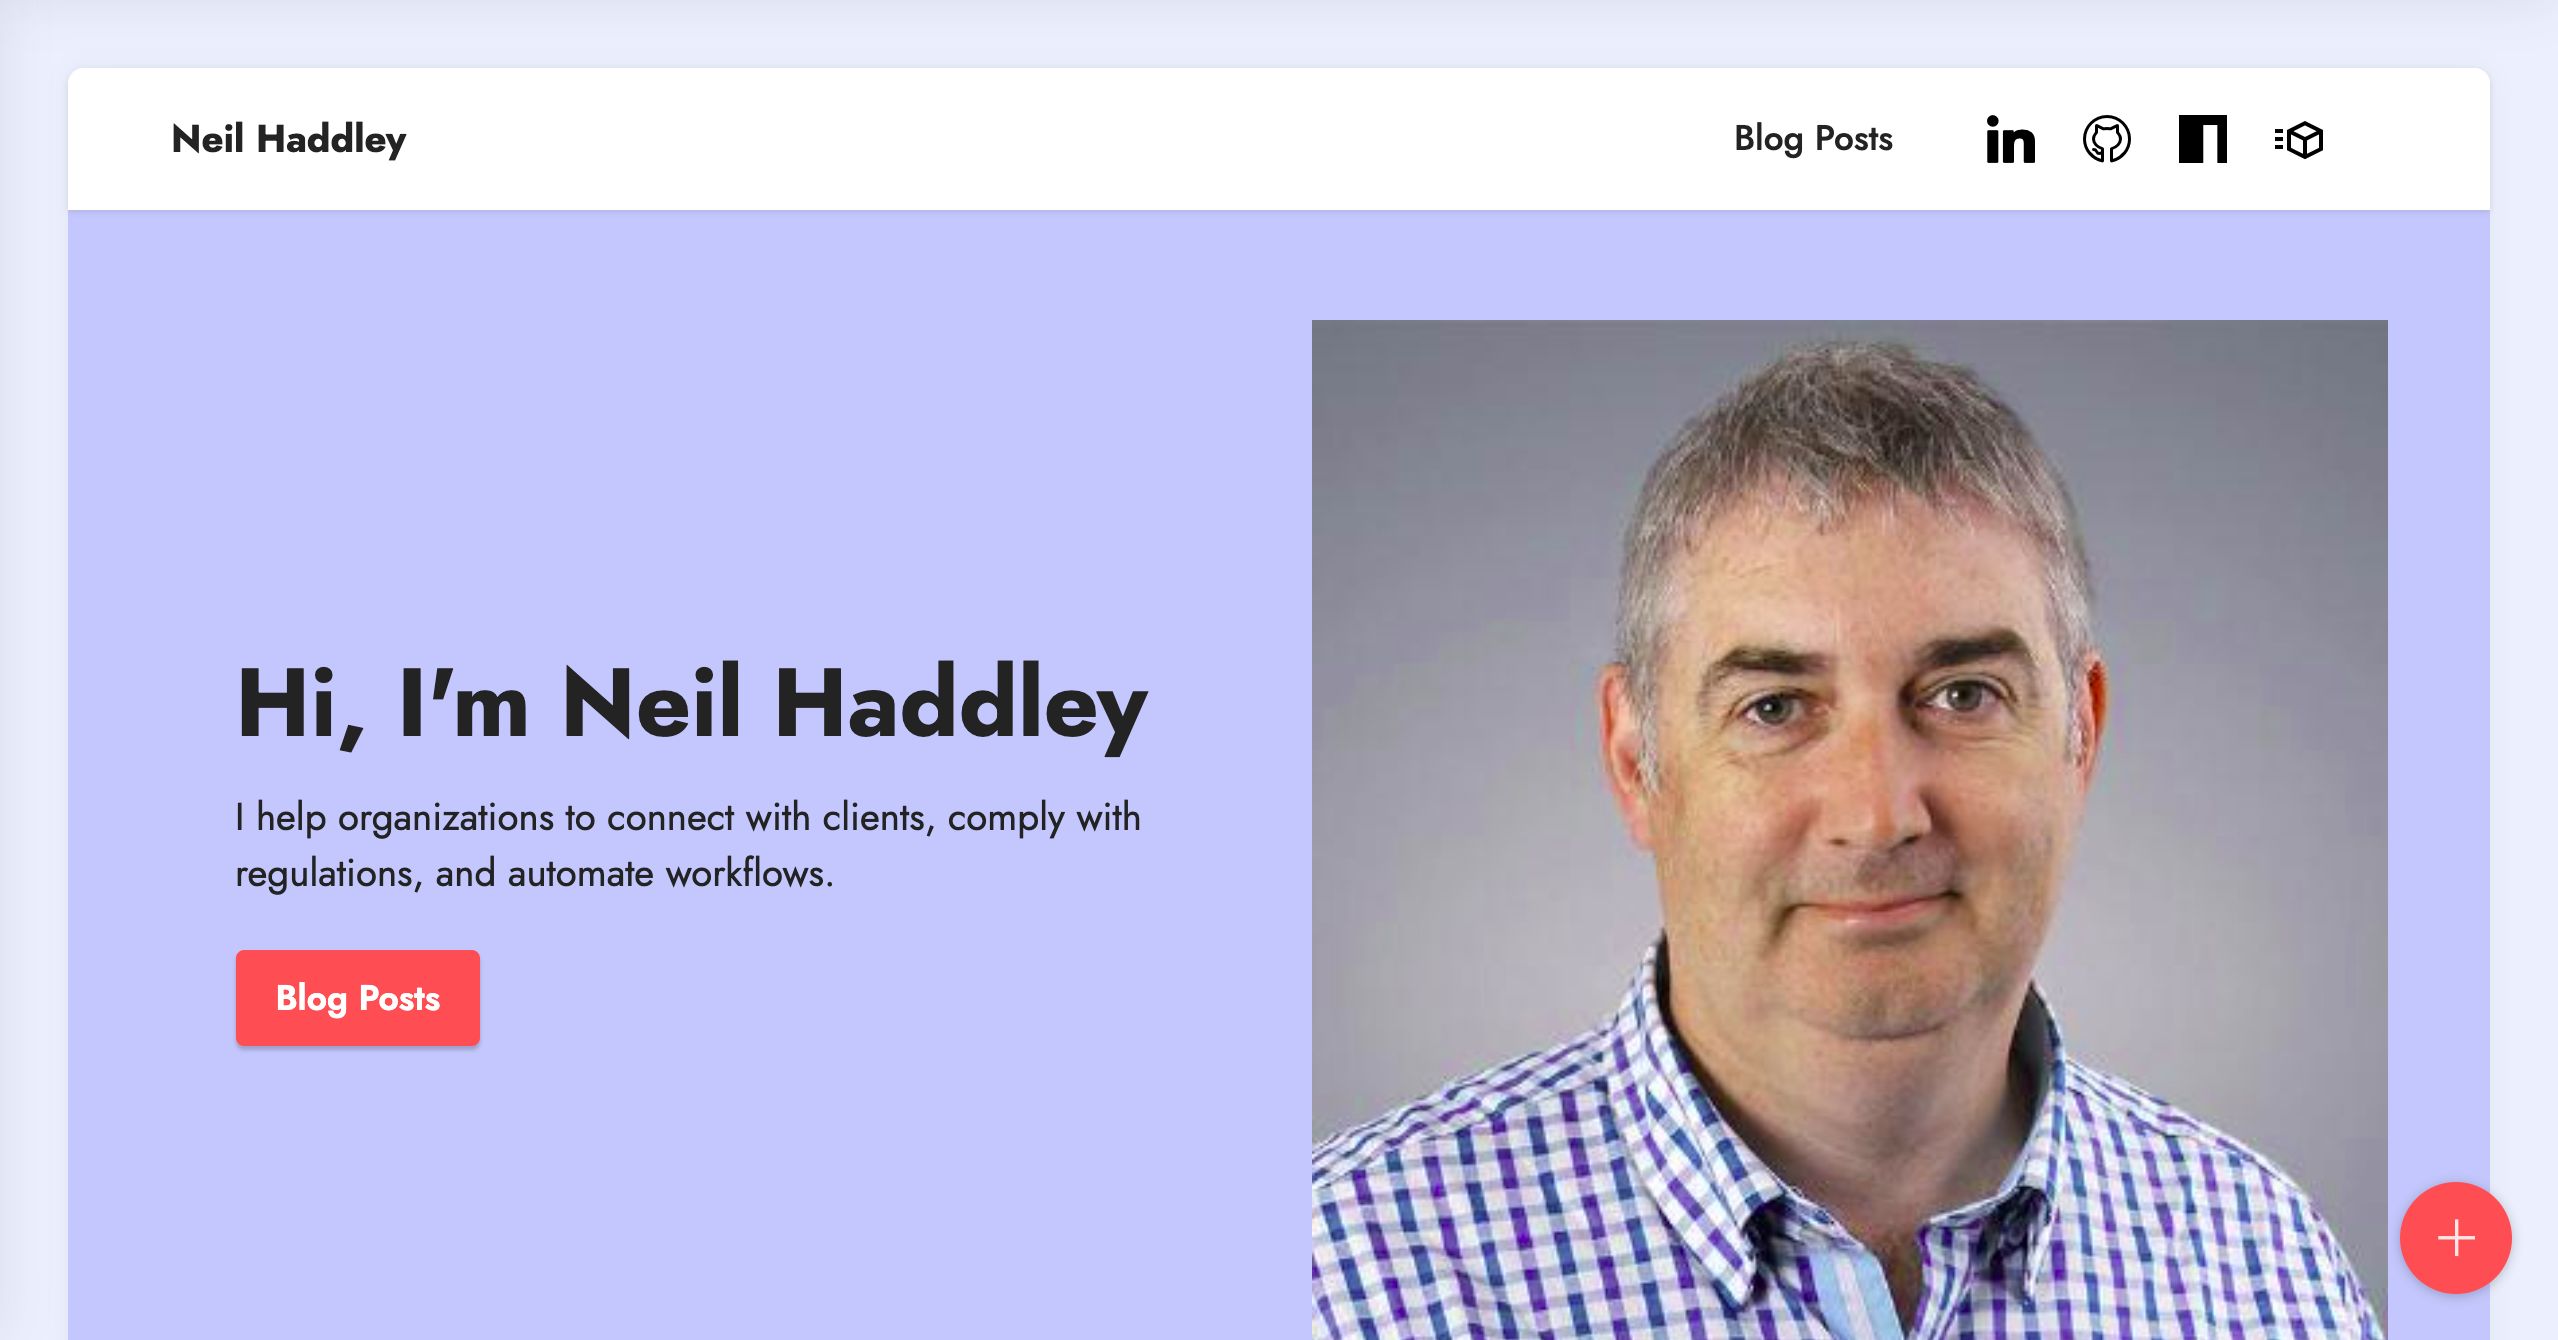 Neil Haddley
Blog Posts
Hi, I'm Neil Haddley
I help organizations to connect with clients, comply with
regulations, and automate workflows.
Blog Posts